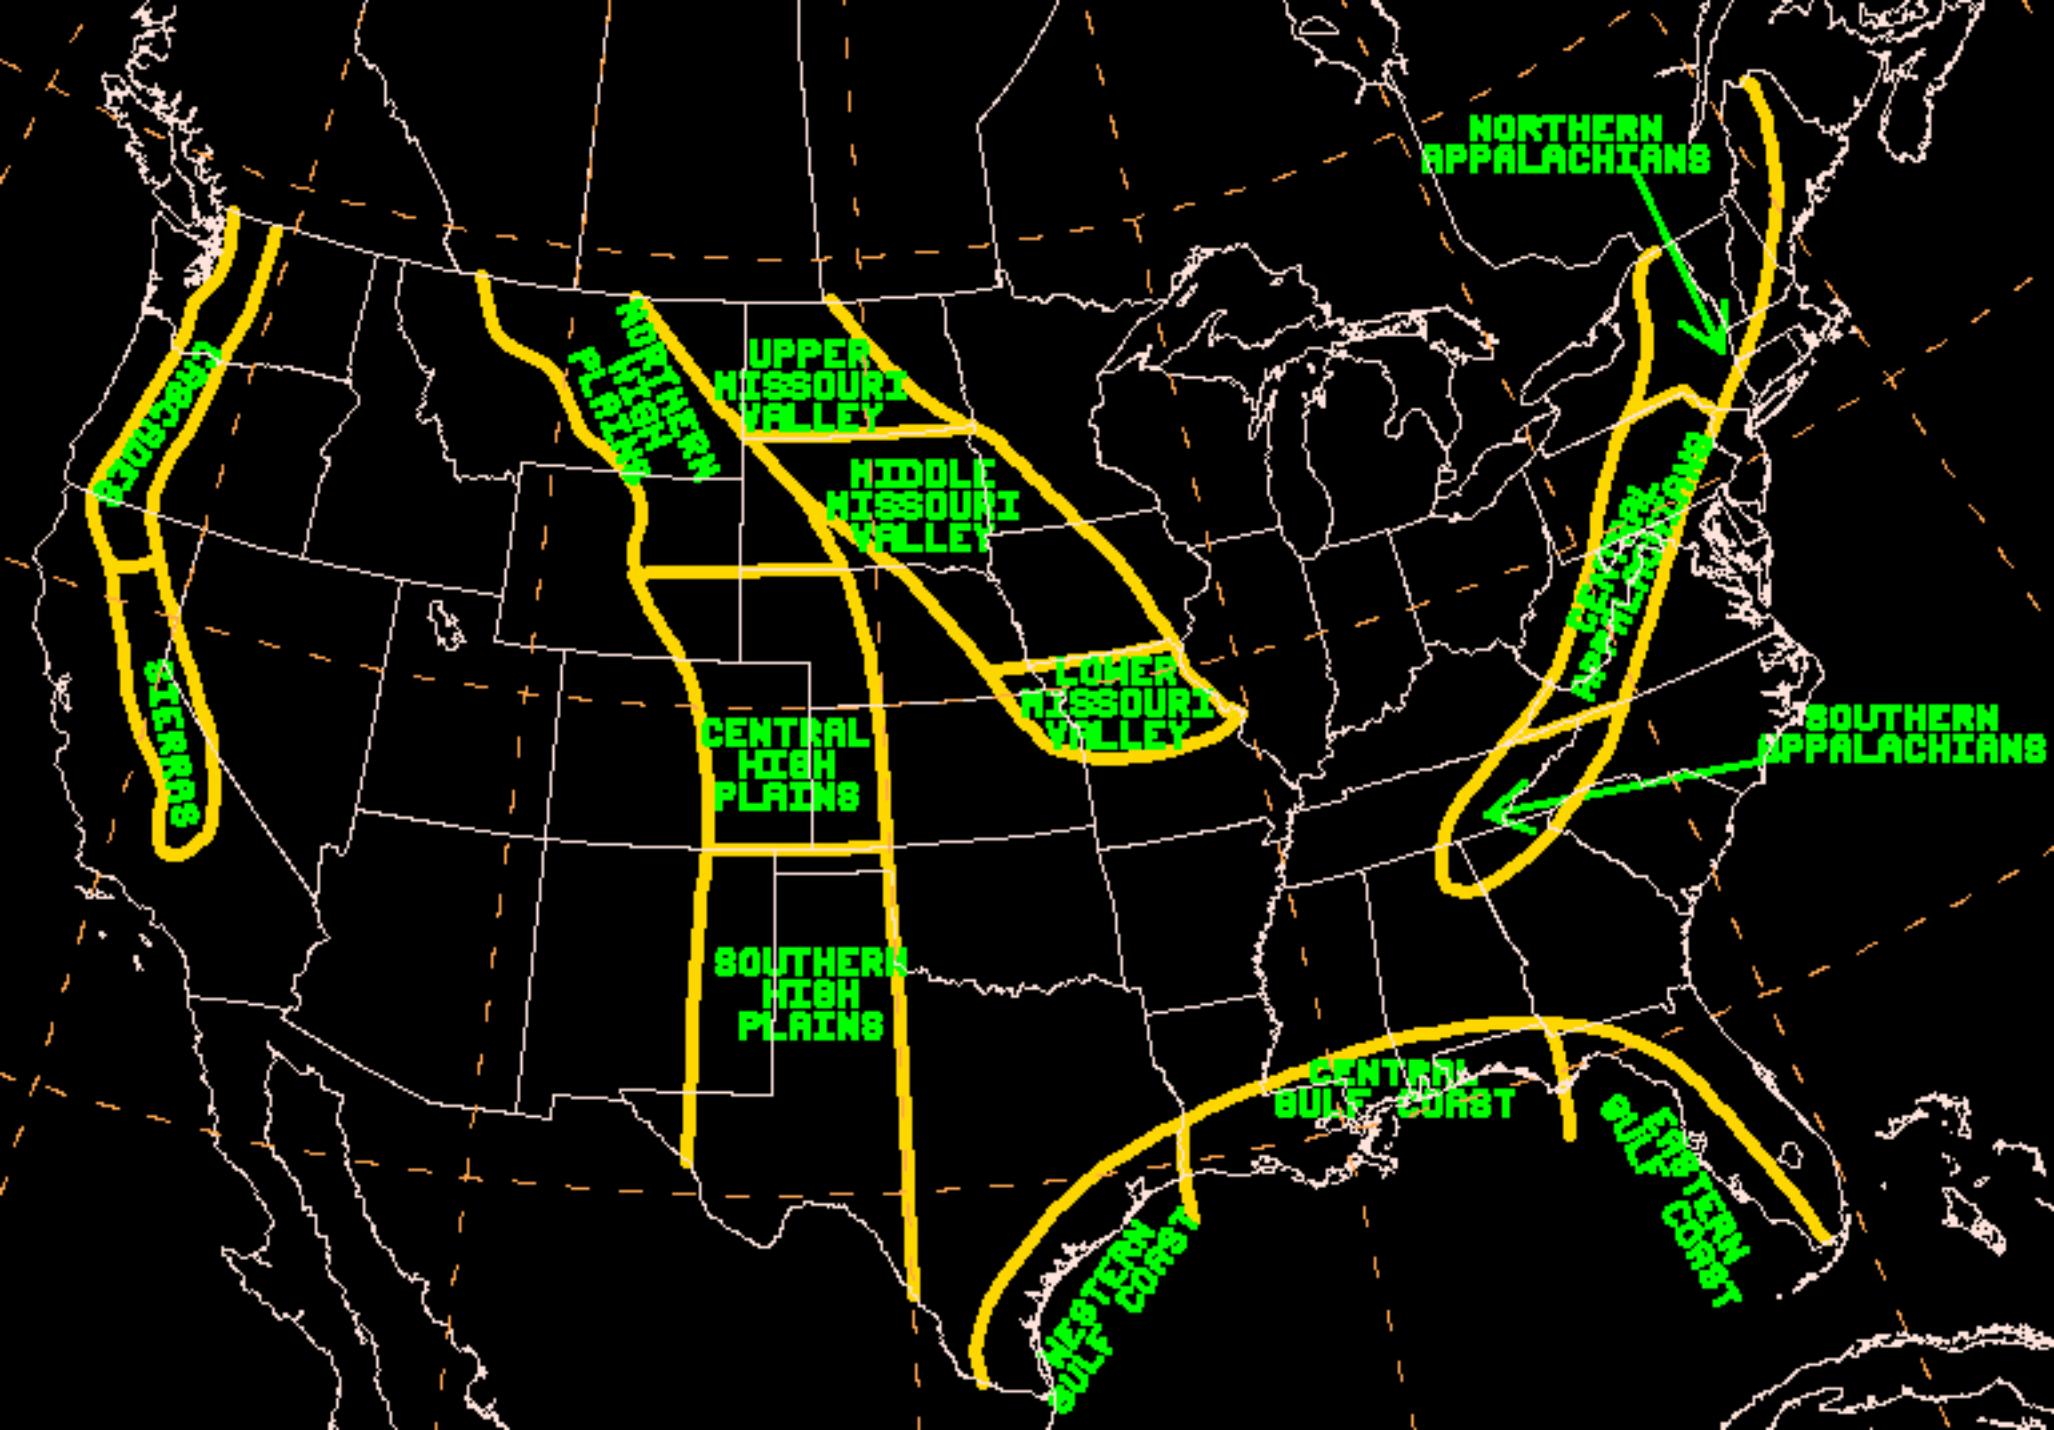 NORTHERN
APPALACHIANS
CASCADES
NORTHERN
HIGH
PLAINS
UPPER
MISSOURI
VALLEY
MIDDLE
MISSOURI
VALLEY
CENTRAL
APPALACHIANS
SIERRAS
LOWER
MISSOURI
VALLEY
CENTRAL
HIGH
PLAINS
SOUTHERN
APPALACHIANS
SOUTHERN
HIGH
PLAINS
CENTRAL
GULF COAST
EASTERN
GULF COAST
WESTERN
GULF COAST